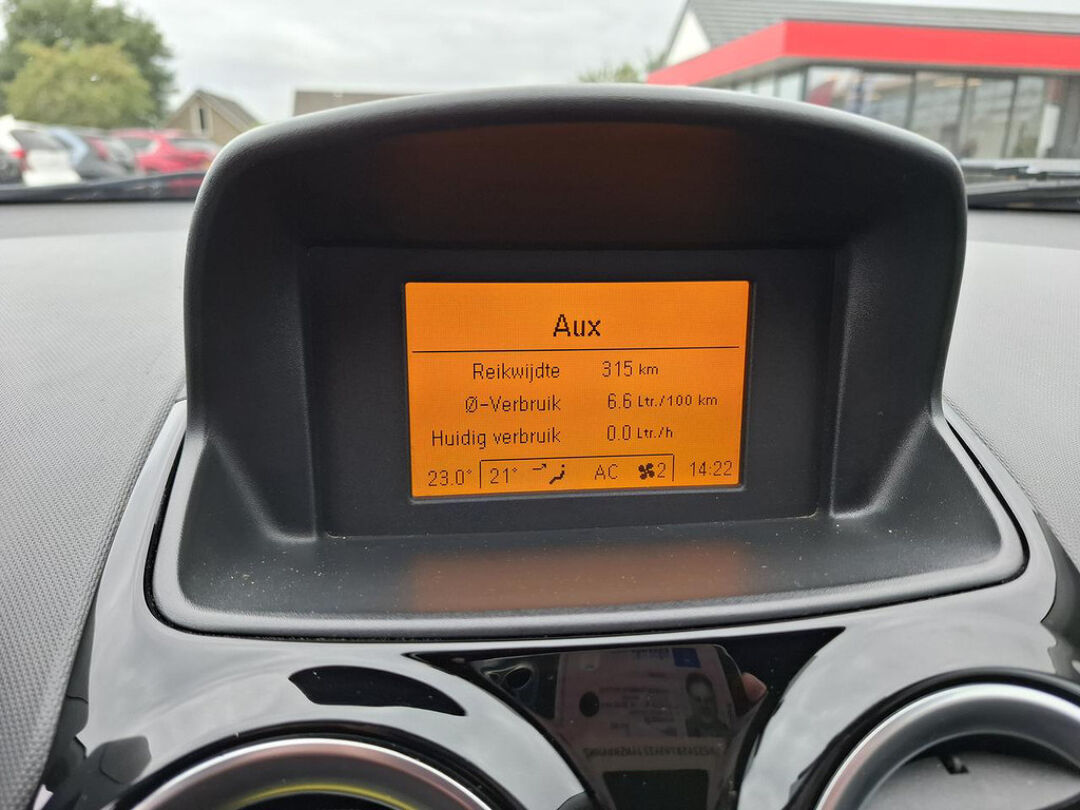 Aux
Reikwijdte 315 km
Ø-Verbruik 6.6 Ltr./100 km
Huidig verbruik 0.0 Ltr./h
23.0° 21° AC 2 14:22